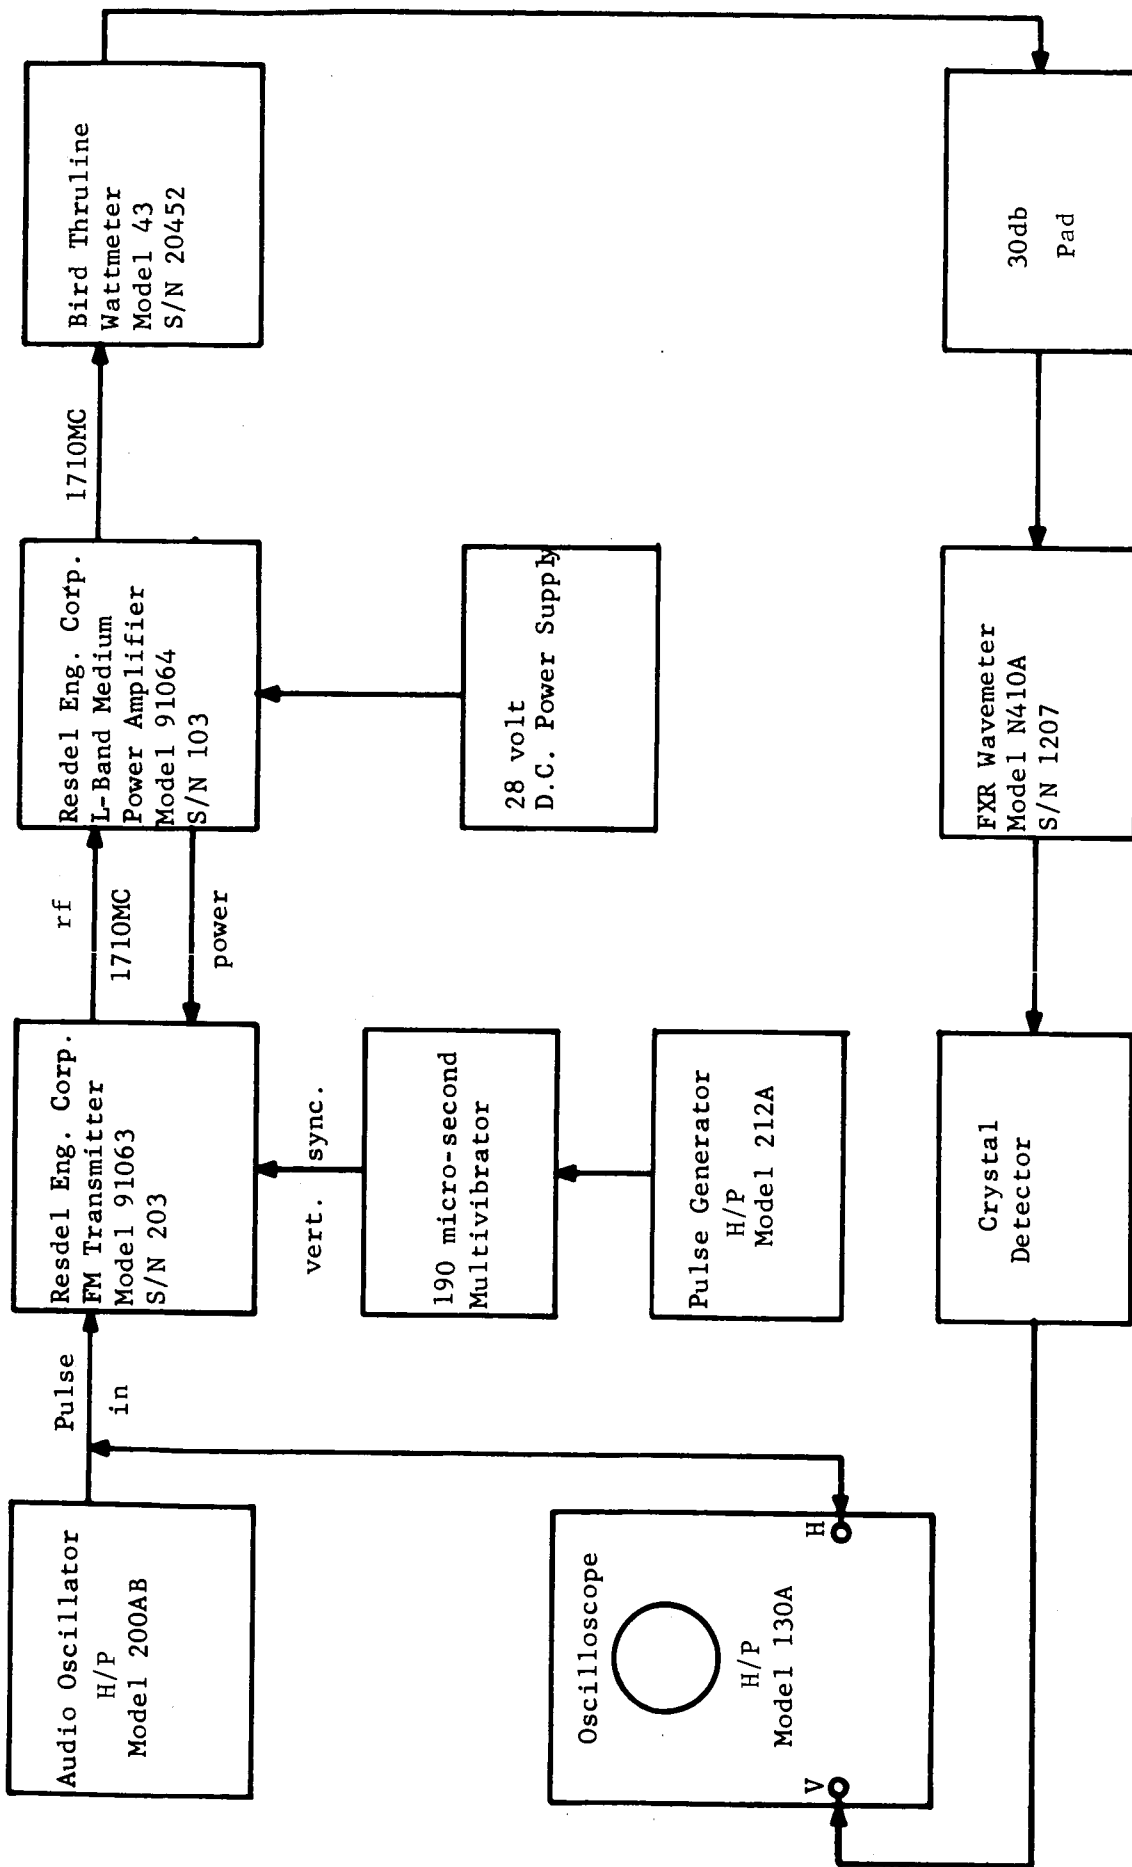 Audio Oscillator
H/P
Model 200AB
Pulse
in
Resdel Eng. Corp.
FM Transmitter
Model 91063
S/N 203
rf
1710MC
power
Resdel Eng. Corp.
L-Band Medium
Power Amplifier
Model 91064
S/N 103
1710MC
Bird Thruline
Wattmeter
Model 43
S/N 20452
vert. sync.
190 micro-second
Multivibrator
28 volt
D.C. Power Supply
Oscilloscope
H/P
Model 130A
V
H
Pulse Generator
H/P
Model 212A
Crystal
Detector
FXR Wavemeter
Model N410A
S/N 1207
30db
Pad